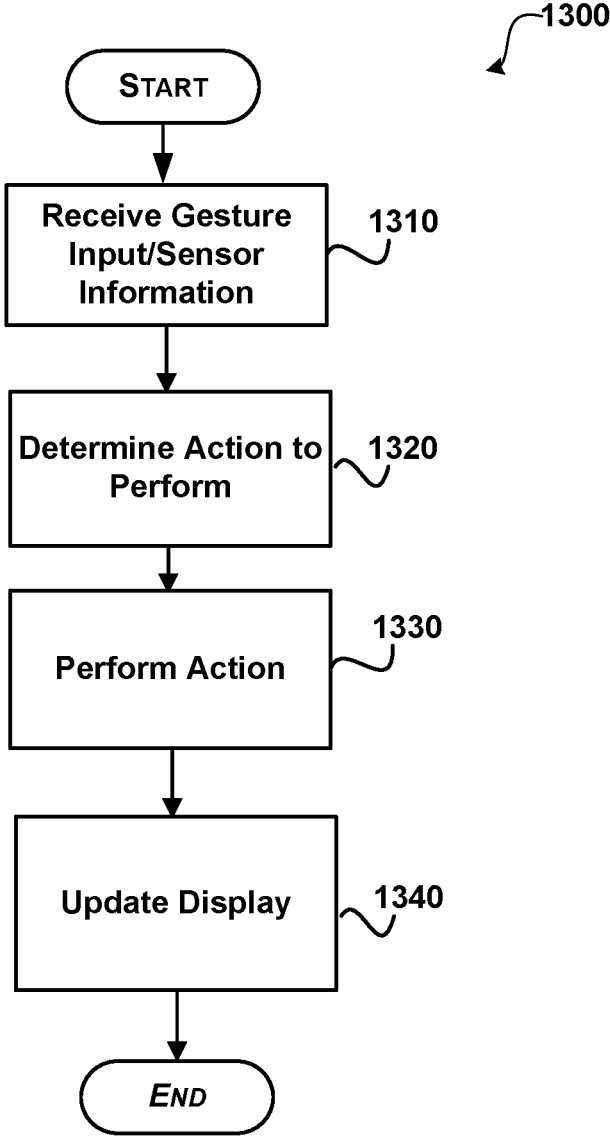 1300
START
Receive Gesture
Input/Sensor
Information
1310
Determine Action to
Perform
1320
Perform Action
1330
Update Display
1340
END